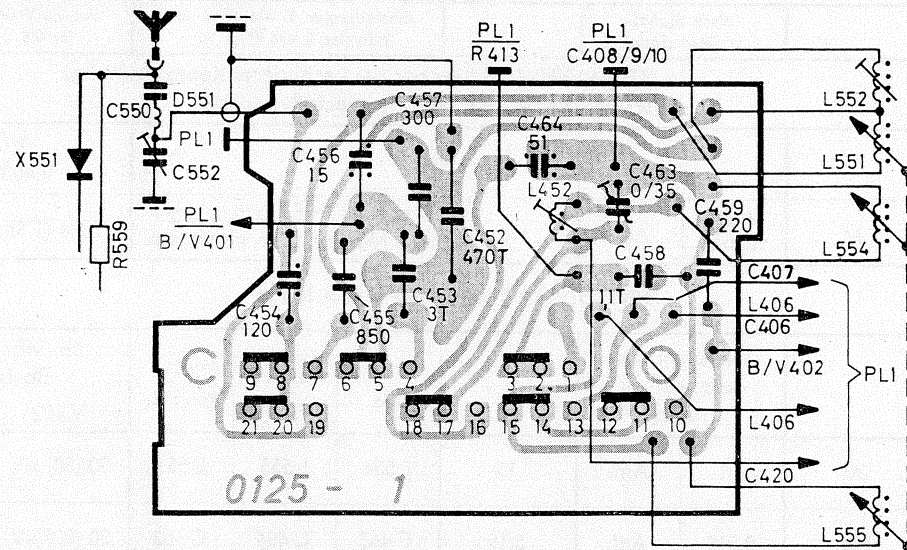 PL1
R413
PL1
C408/9/10
C550
D551
PL1
C552
X551
R559
PL1
B/V401
C457
300
C456
15
C464
51
C463
0/35
L452
C459
220
C452
470T
C458
1,1T
C453
3T
C454
120
C455
850
L552
L551
L554
C407
L406
C406
B/V402
PL1
L406
C420
L555
C
9 8 7 6 5 4 3 2 1
21 20 19 18 17 16 15 14 13 12 11 10
0125 - 1